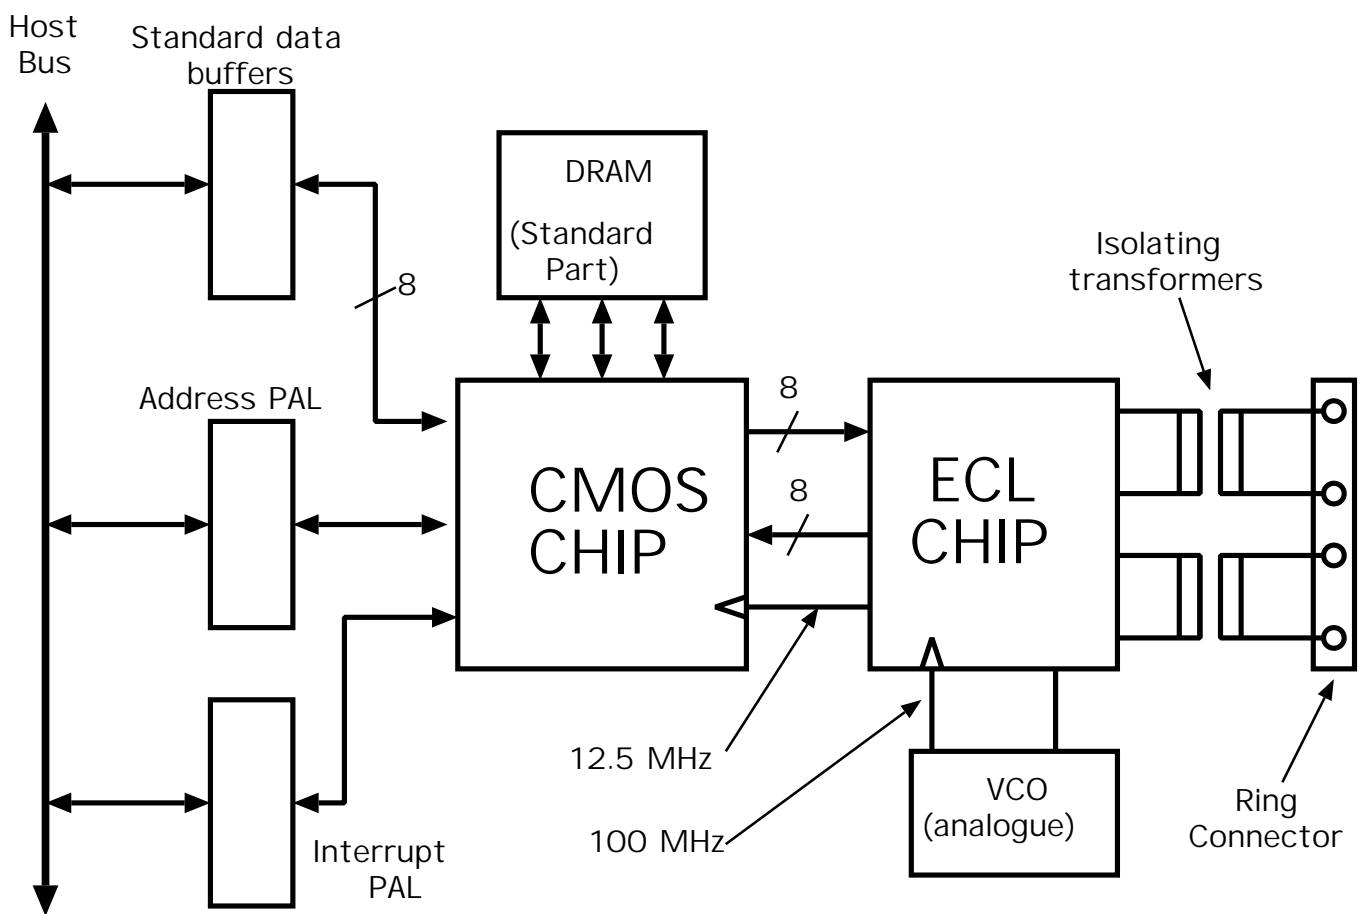 Host
Bus
Standard data
buffers
DRAM
(Standard
Part)
Isolating
transformers
8
Address PAL
8
CMOS
CHIP
8
ECL
CHIP
12.5 MHz
100 MHz
VCO
(analogue)
Ring
Connector
Interrupt
PAL